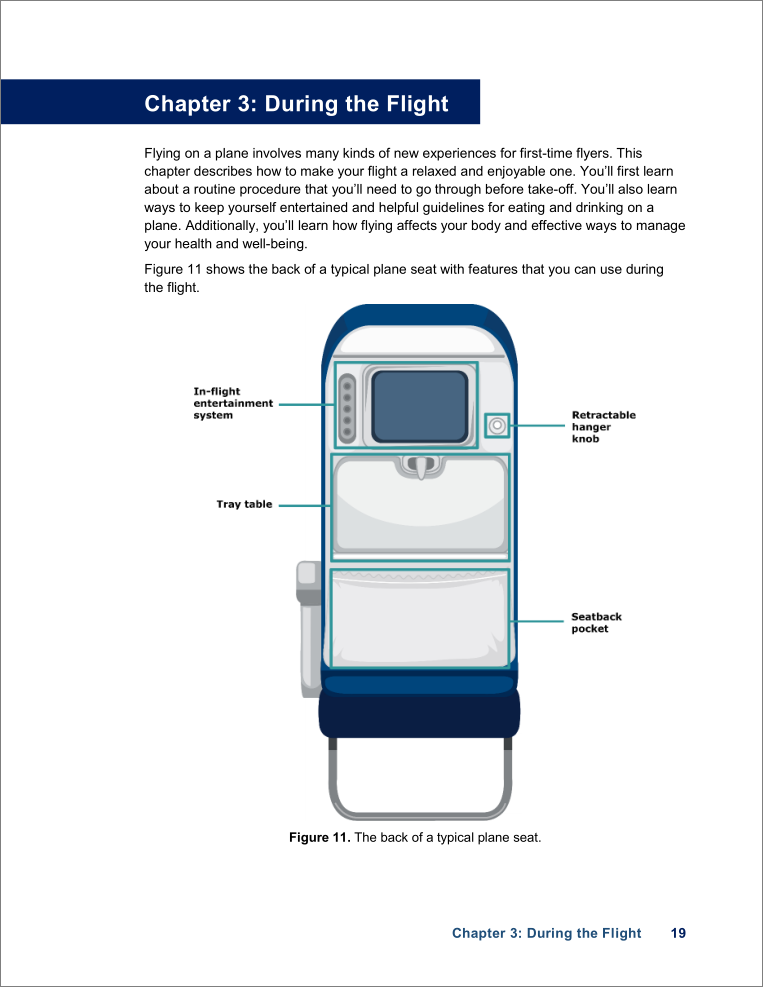 Chapter 3: During the Flight
Flying on a plane involves many kinds of new experiences for first-time flyers. This
chapter describes how to make your flight a relaxed and enjoyable one. You’ll first learn
about a routine procedure that you’ll need to go through before take-off. You’ll also learn
ways to keep yourself entertained and helpful guidelines for eating and drinking on a
plane. Additionally, you’ll learn how flying affects your body and effective ways to manage
your health and well-being.
Figure 11 shows the back of a typical plane seat with features that you can use during
the flight.
In-flight
entertainment
system
Retractable
hanger
knob
Tray table
Seatback
pocket
Figure 11. The back of a typical plane seat.
Chapter 3: During the Flight 19